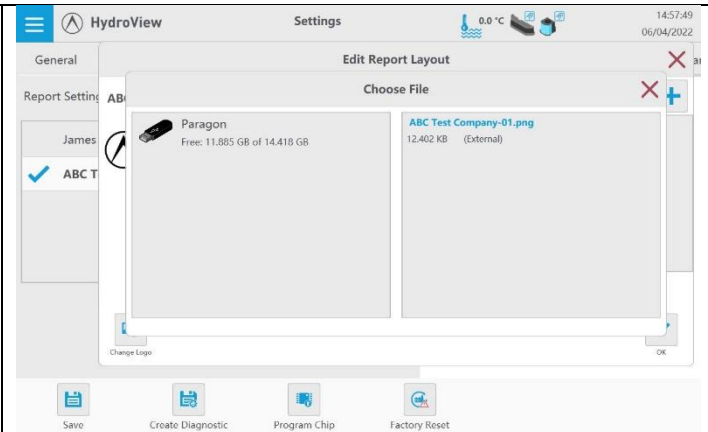 HydroView
Settings
0.0 °C
14:57:49
06/04/2022
General
Edit Report Layout
Report Setting
Choose File
James
ABC T
Paragon
Free: 11.885 GB of 14.418 GB
ABC Test Company-01.png
12.402 KB (External)
Change Logo
OK
Save
Create Diagnostic
Program Chip
Factory Reset